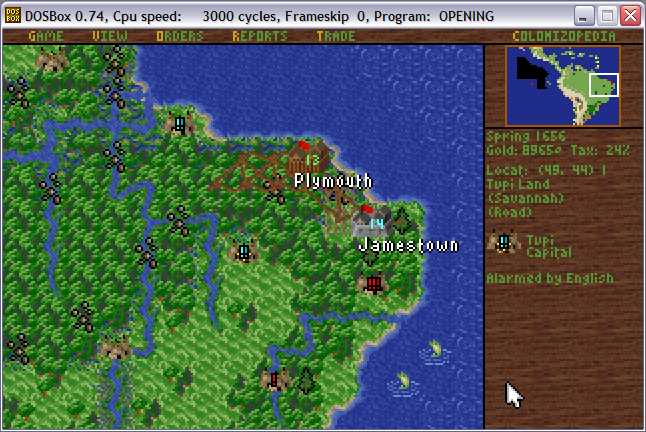 DOSBox 0.74, Cpu speed: 3000 cycles, Frameskip 0, Program: OPENING
GAME VIEW ORDERS REPORTS TRADE COLONIZOPEDIA
Spring 1656
Gold: 8965 Tax: 24%
Locat: (49, 44) 1
Tupi Land
(Savannah)
(Road)
Tupi
Capital
Alarmed by English
13
Plymouth
14
Jamestown